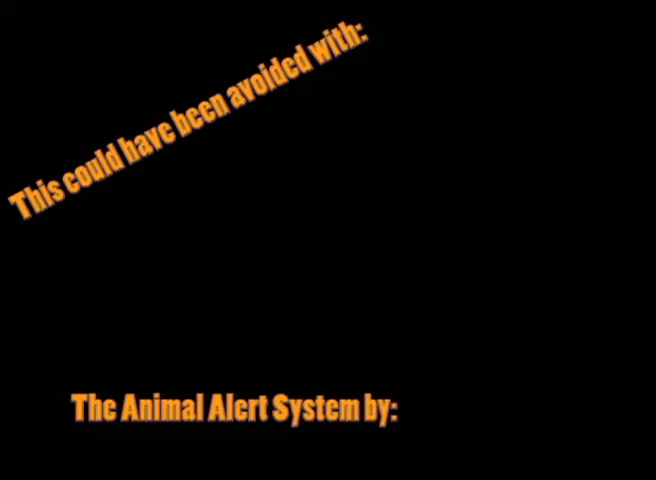 This could have been avoided with:
The Animal Alert System by: